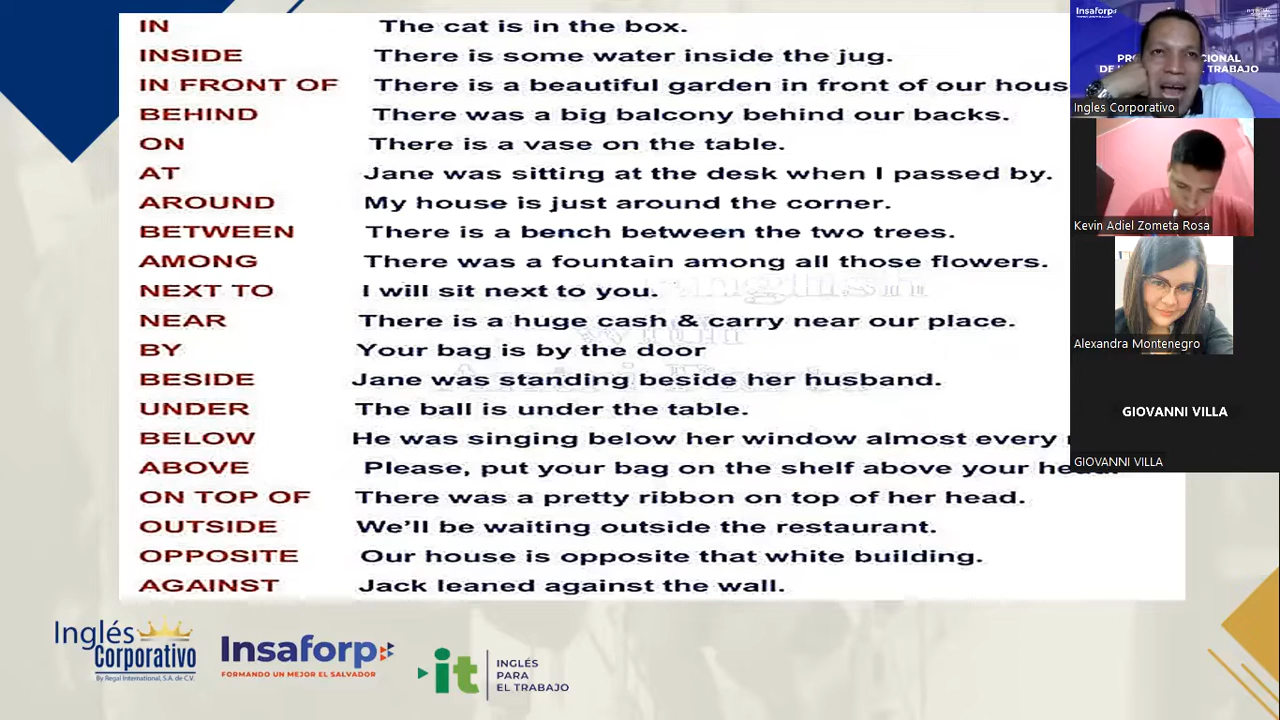 IN The cat is in the box.
INSIDE There is some water inside the jug.
IN FRONT OF There is a beautiful garden in front of our hous
BEHIND There was a big balcony behind our backs.
ON There is a vase on the table.
AT Jane was sitting at the desk when I passed by.
AROUND My house is just around the corner.
BETWEEN There is a bench between the two trees.
AMONG There was a fountain among all those flowers.
NEXT TO I will sit next to you.
NEAR There is a huge cash & carry near our place.
BY Your bag is by the door
BESIDE Jane was standing beside her husband.
UNDER The ball is under the table.
BELOW He was singing below her window almost every
ABOVE Please, put your bag on the shelf above your
ON TOP OF There was a pretty ribbon on top of her head.
OUTSIDE We'll be waiting outside the restaurant.
OPPOSITE Our house is opposite that white building.
AGAINST Jack leaned against the wall.
Inglés
Corporativo
By Regal International, S.A. de C.V.
Insaforp
FORMANDO UN MEJOR EL SALVADOR
it
INGLÉS
PARA
EL TRABAJO
Insaforp
TRABAJO
Ingles Corporativo
Kevin Adiel Zometa Rosa
Alexandra Montenegro
GIOVANNI VILLA
GIOVANNI VILLA